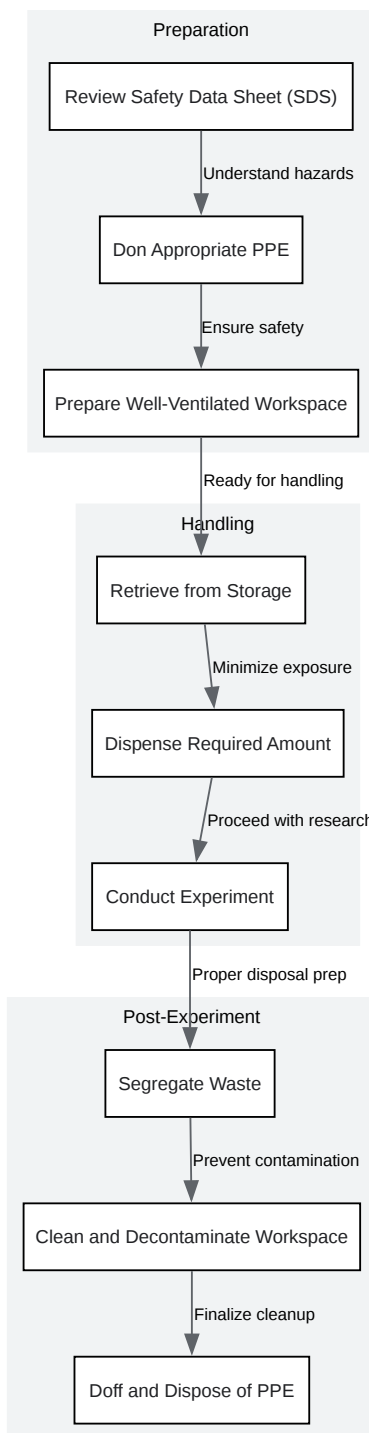 Preparation
Review Safety Data Sheet (SDS)
Understand hazards
Don Appropriate PPE
Ensure safety
Prepare Well-Ventilated Workspace
Ready for handling
Handling
Retrieve from Storage
Minimize exposure
Dispense Required Amount
Proceed with research
Conduct Experiment
Proper disposal prep
Post-Experiment
Segregate Waste
Prevent contamination
Clean and Decontaminate Workspace
Finalize cleanup
Doff and Dispose of PPE